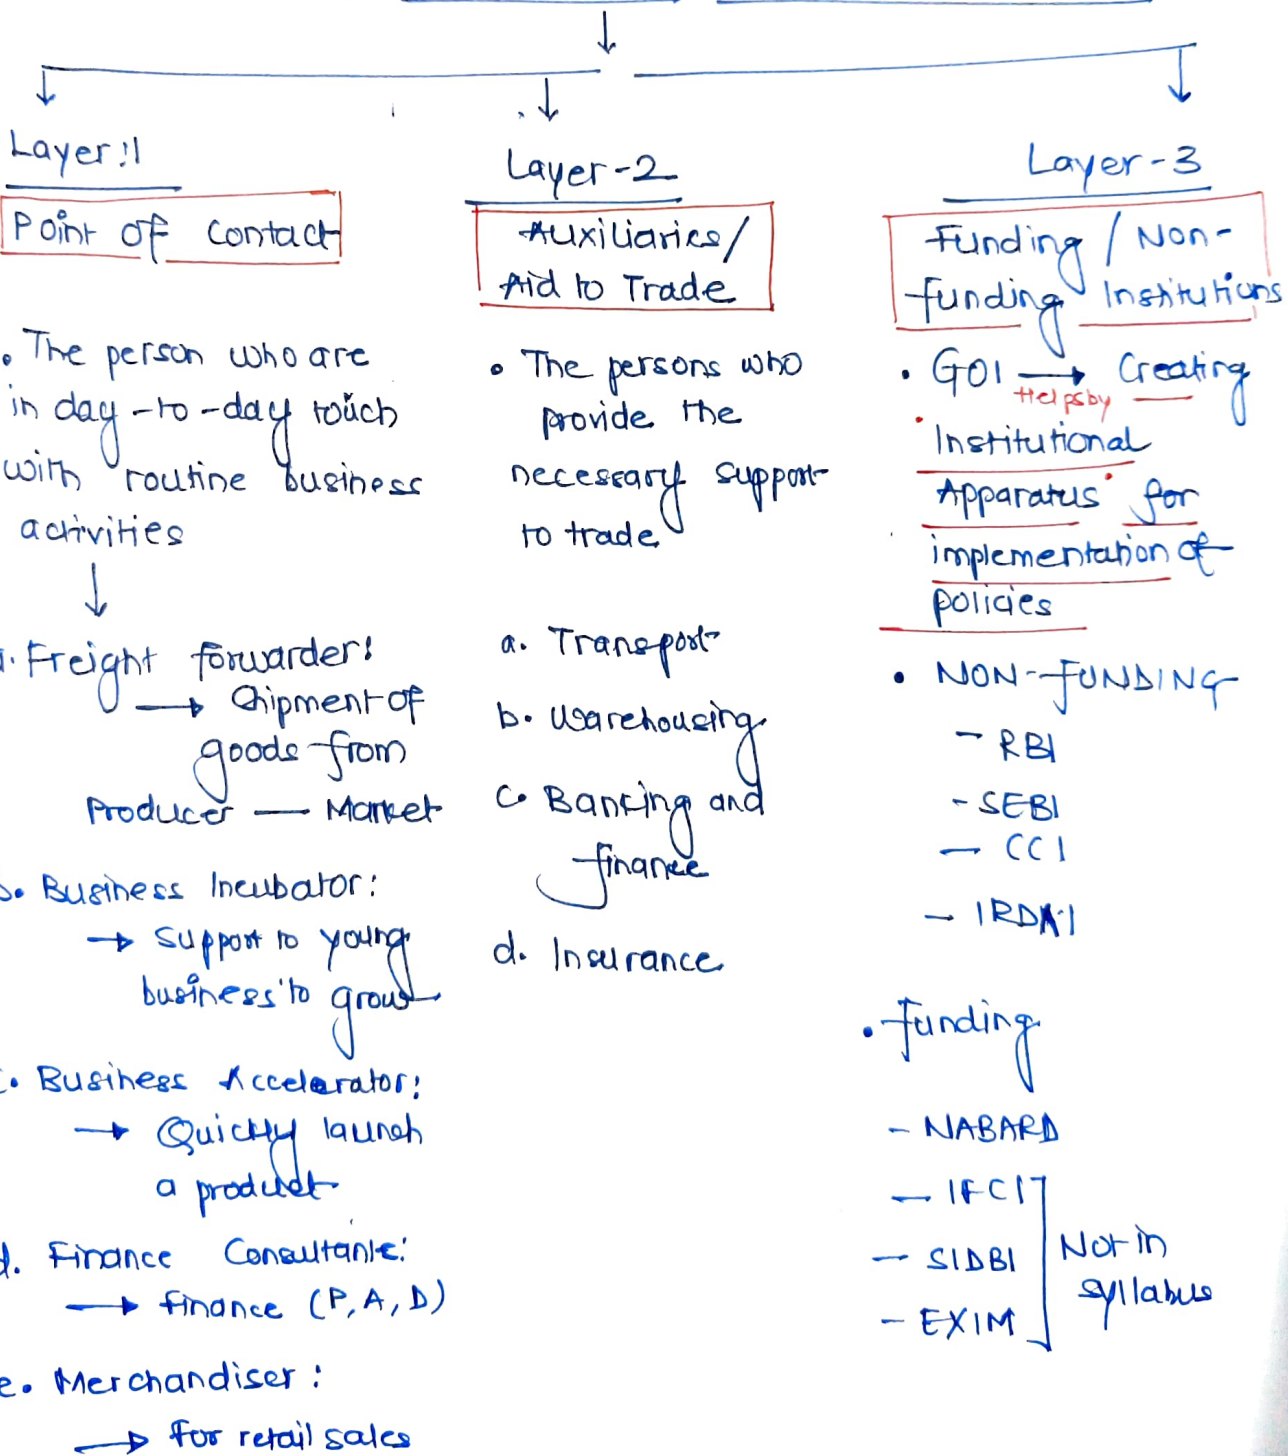 Layer:1
Point of Contact
• The person who are
in day-to-day touch
with routine business
activities
Freight forwarder:
→ Shipment of
goods from
Producer — Market
b. Business Incubator:
→ support to young
business to grow
c. Business Accelerator:
→ Quickly launch
a product
d. Finance Consultants:
→ finance (P, A, D)
e. Merchandiser:
→ for retail sales
Layer-2
Auxiliaries/
Aid to Trade
• The persons who
provide the
necessary support
to trade
a. Transport
b. Warehousing
c. Banking and
finance
d. Insurance
Layer-3
Funding / Non-
funding Institutions
• GOI → Creating
Helps by
Institutional
Apparatus for
implementation of
policies
• NON-FUNDING
- RBI
- SEBI
- CCI
- IRDAI
• Funding
- NABARD
- IFCI
- SIDBI
- EXIM
Not in
syllabus